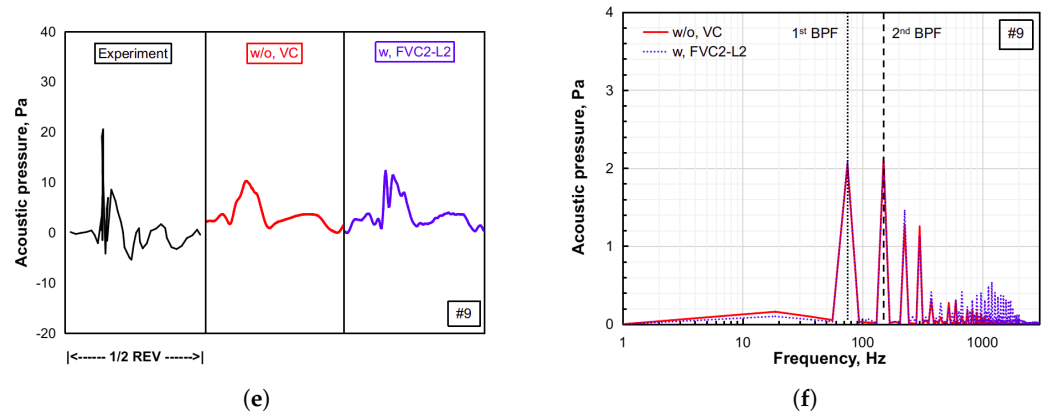 40
30
20
10
0
-10
-20
Acoustic pressure, Pa
Experiment
w/o, VC
w, FVC2-L2
#9
|<------ 1/2 REV ------>|
(e)
4
3
2
1
0
Acoustic pressure, Pa
w/o, VC
w, FVC2-L2
1st BPF
2nd BPF
#9
1
10
100
1000
Frequency, Hz
(f)